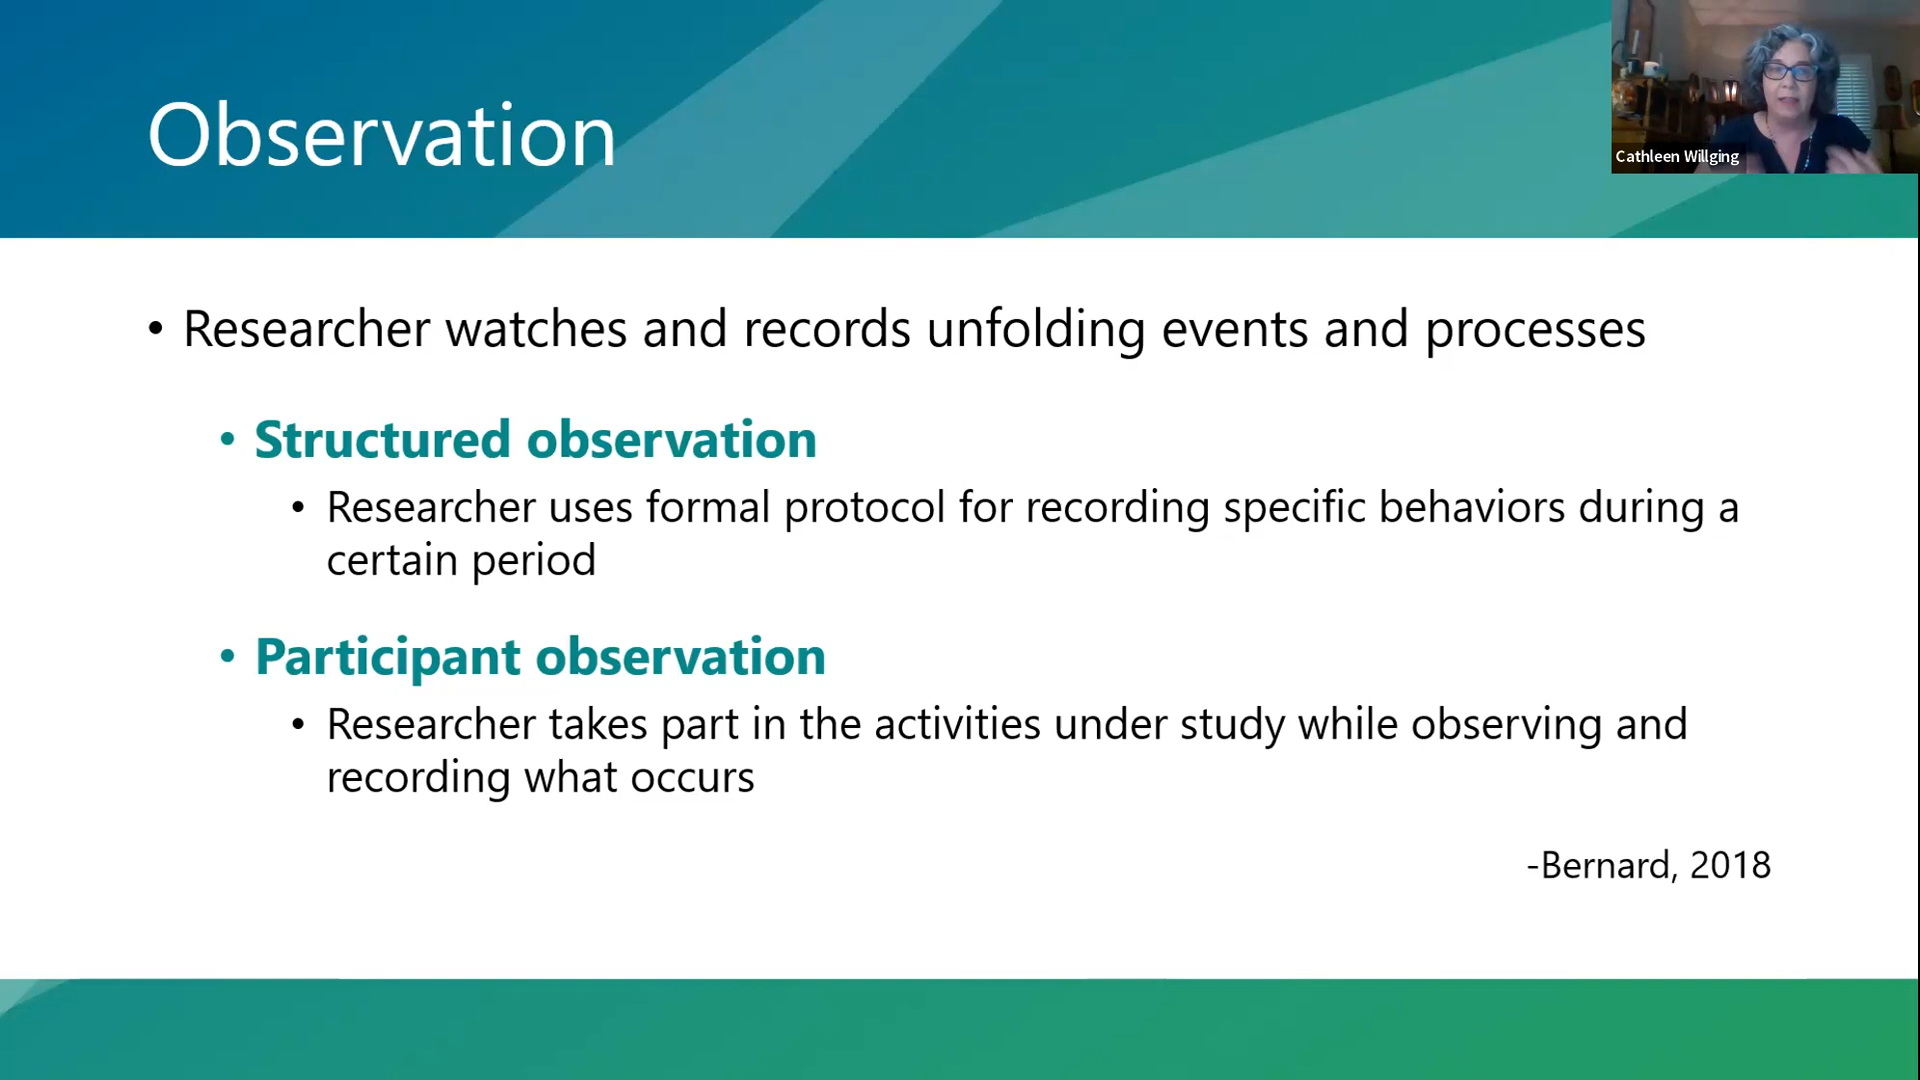 Observation
Cathleen Willging
• Researcher watches and records unfolding events and processes
• Structured observation
• Researcher uses formal protocol for recording specific behaviors during a
certain period
• Participant observation
• Researcher takes part in the activities under study while observing and
recording what occurs
-Bernard, 2018